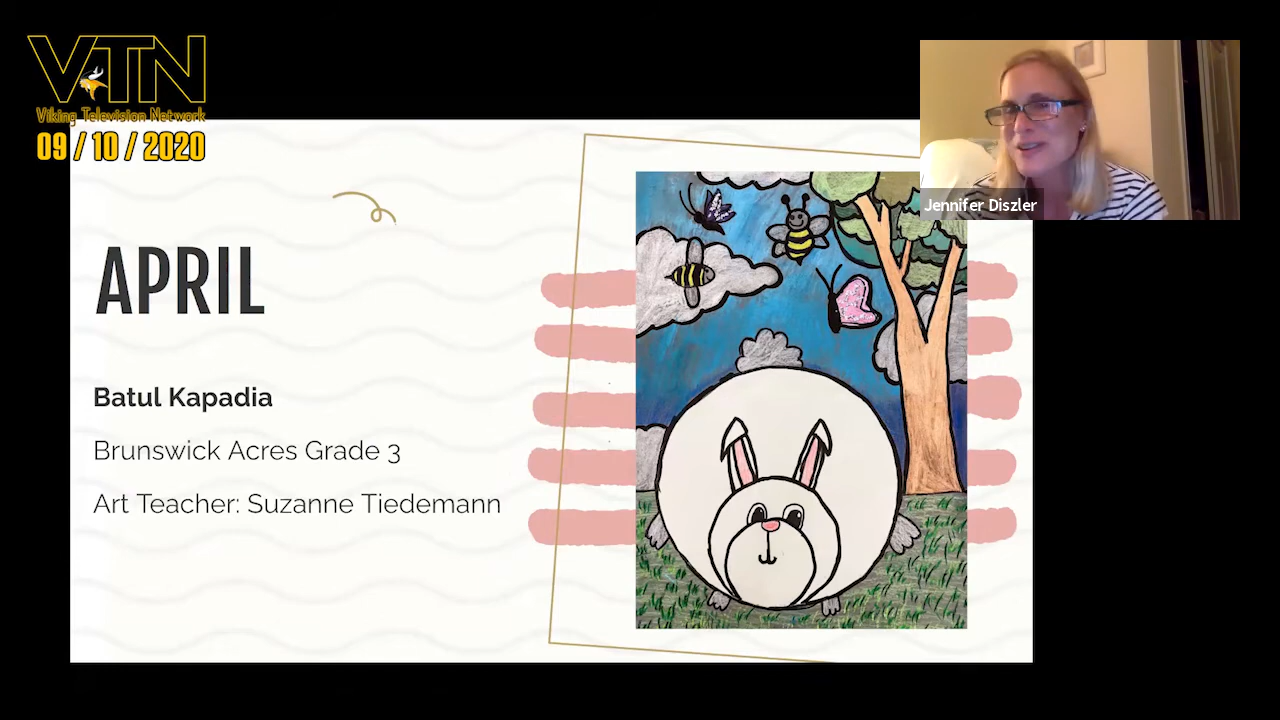 VTN
Viking Television Network
09 / 10 / 2020
Jennifer Diszler
APRIL
Batul Kapadia
Brunswick Acres Grade 3
Art Teacher: Suzanne Tiedemann